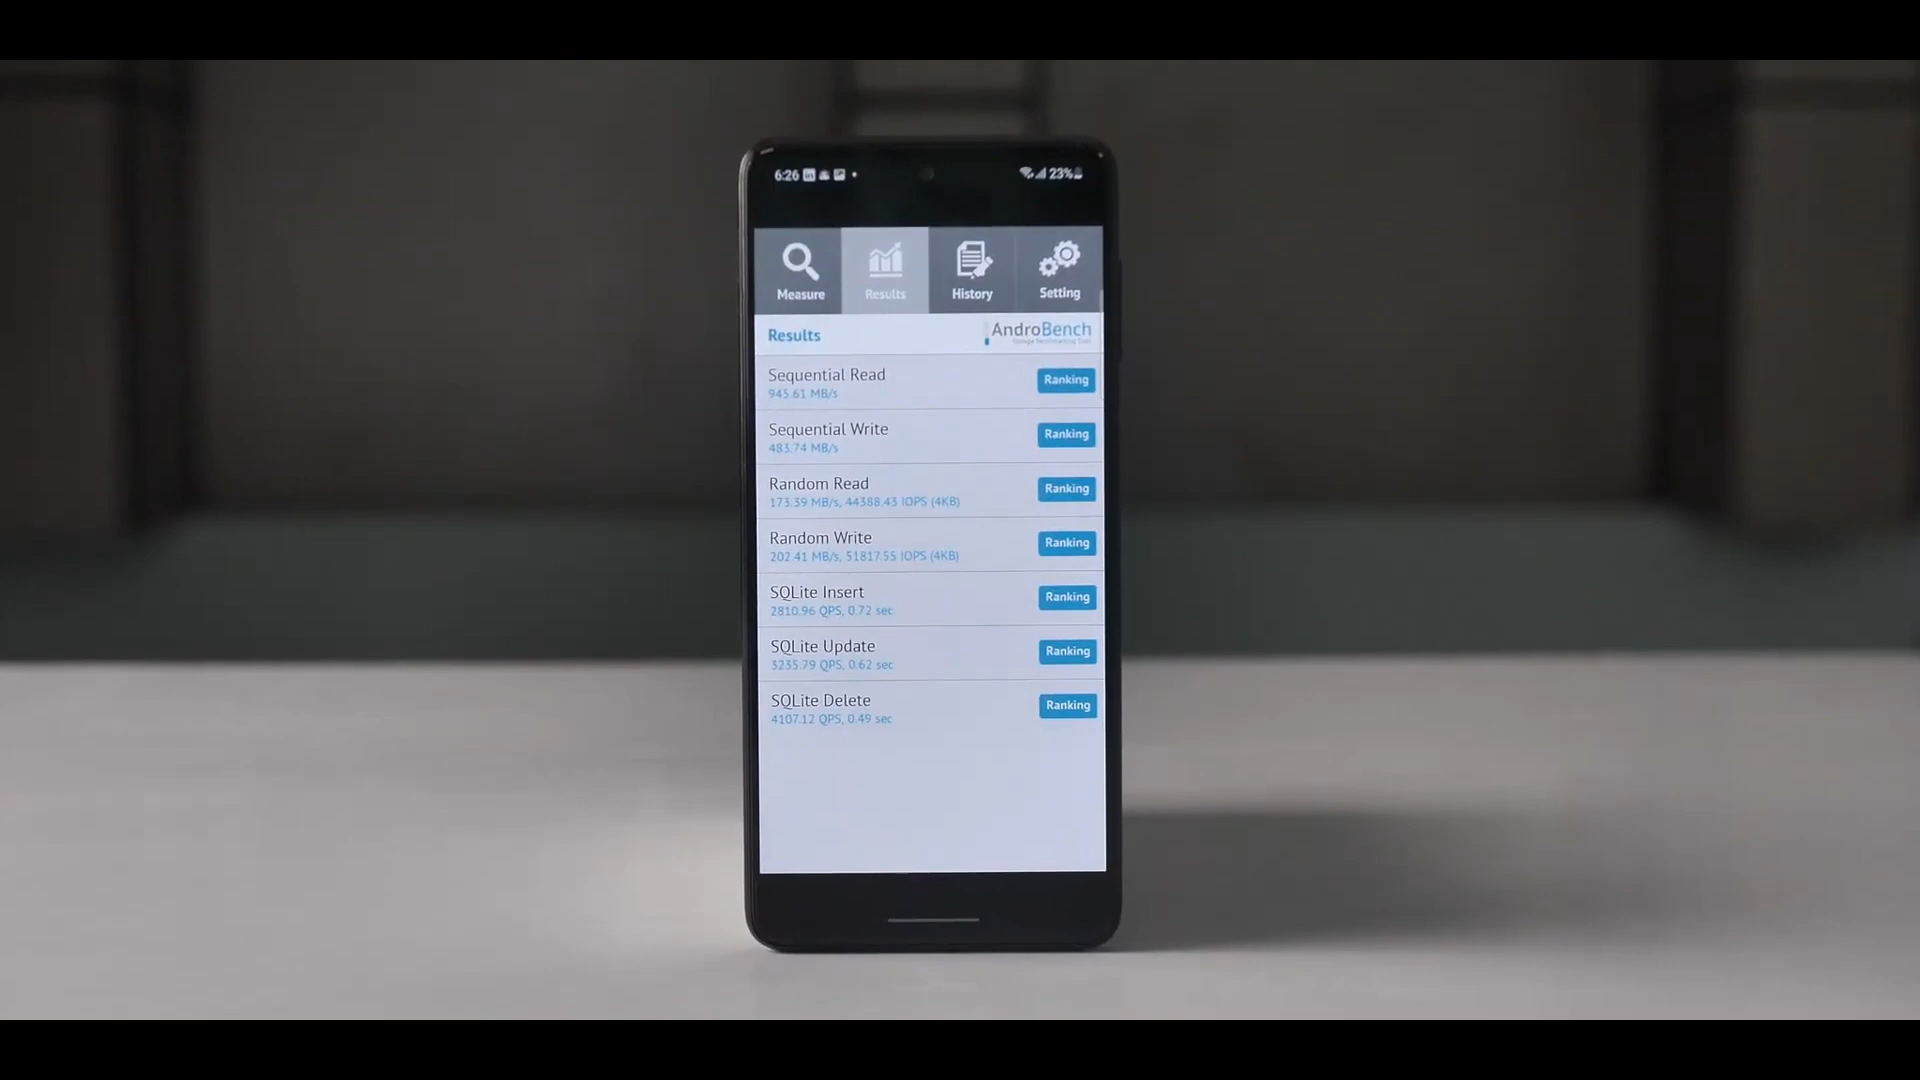 6:26 23%
Measure Results History Setting
Results AndroBench
Sequential Read Ranking
945.61 MB/s
Sequential Write Ranking
483.74 MB/s
Random Read Ranking
173.39 MB/s, 44388.43 IOPS (4KB)
Random Write Ranking
202.41 MB/s, 51817.55 IOPS (4KB)
SQLite Insert Ranking
2810.96 QPS, 0.72 sec
SQLite Update Ranking
3235.79 QPS, 0.62 sec
SQLite Delete Ranking
4107.12 QPS, 0.49 sec